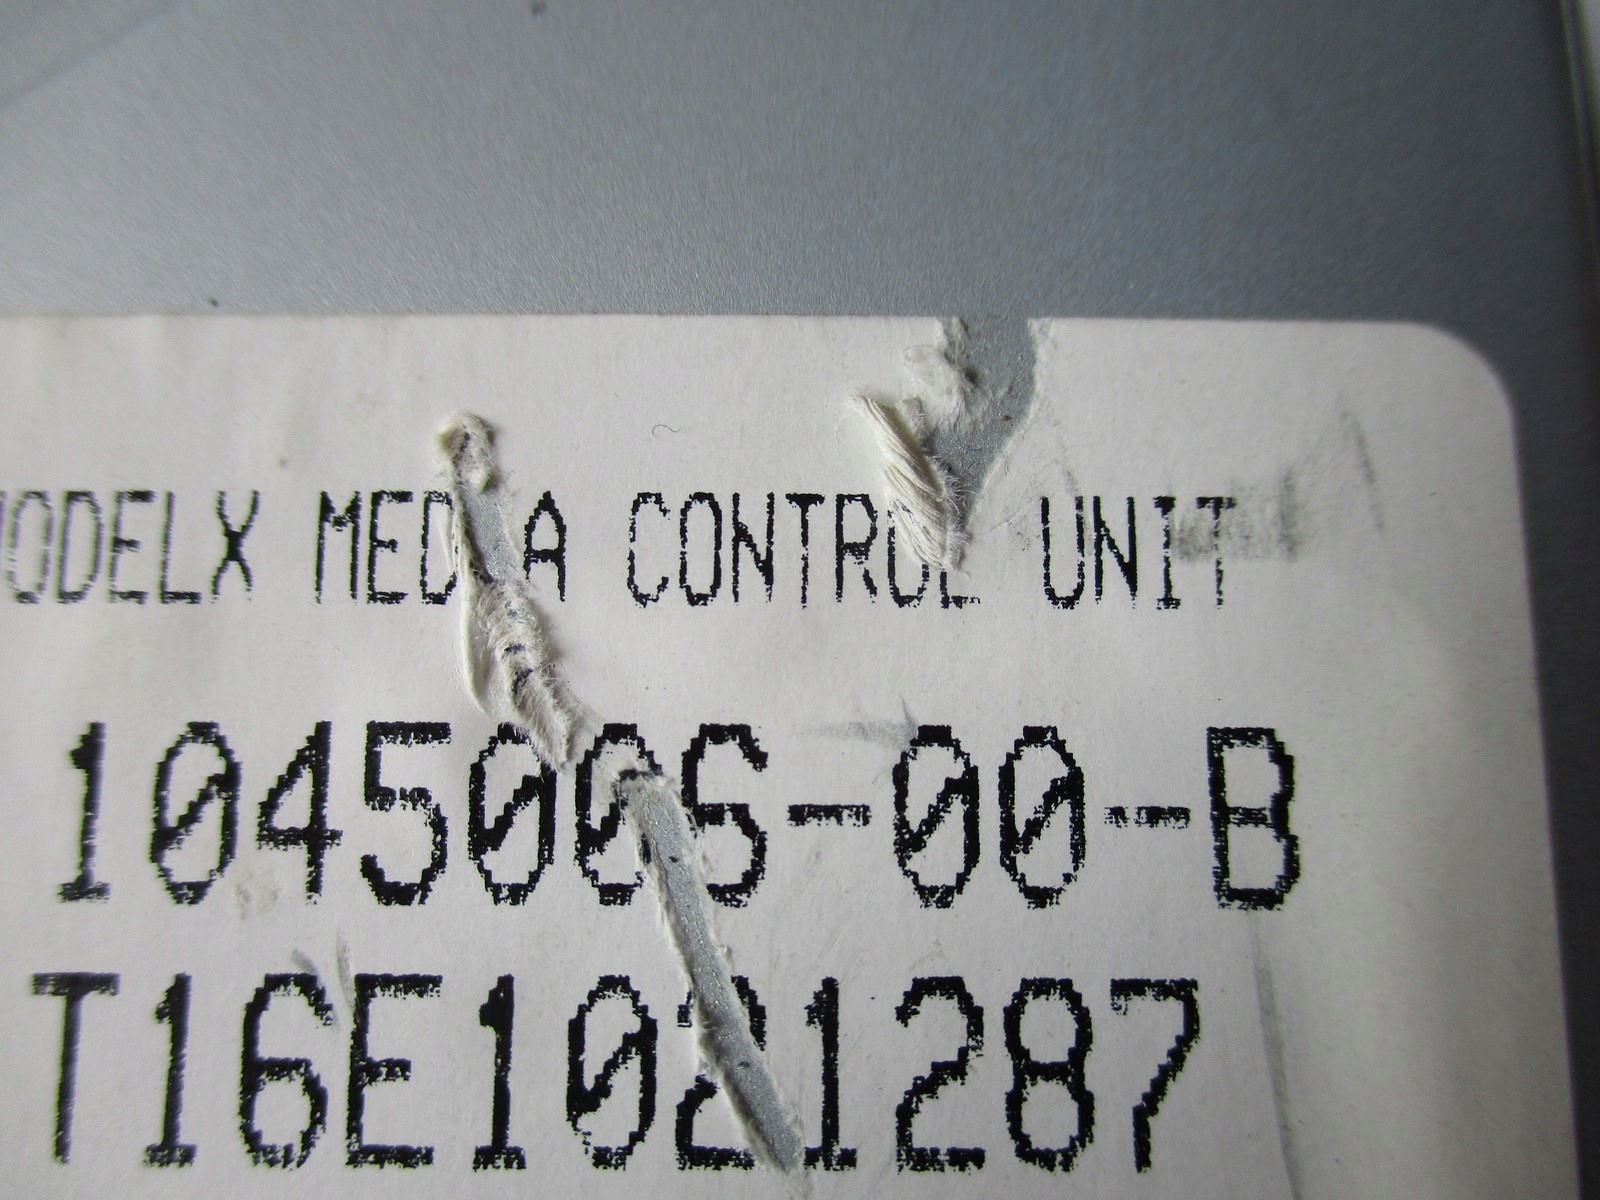 MODELX MEDIA CONTROL UNIT
1045006-00-B
T16E1021287